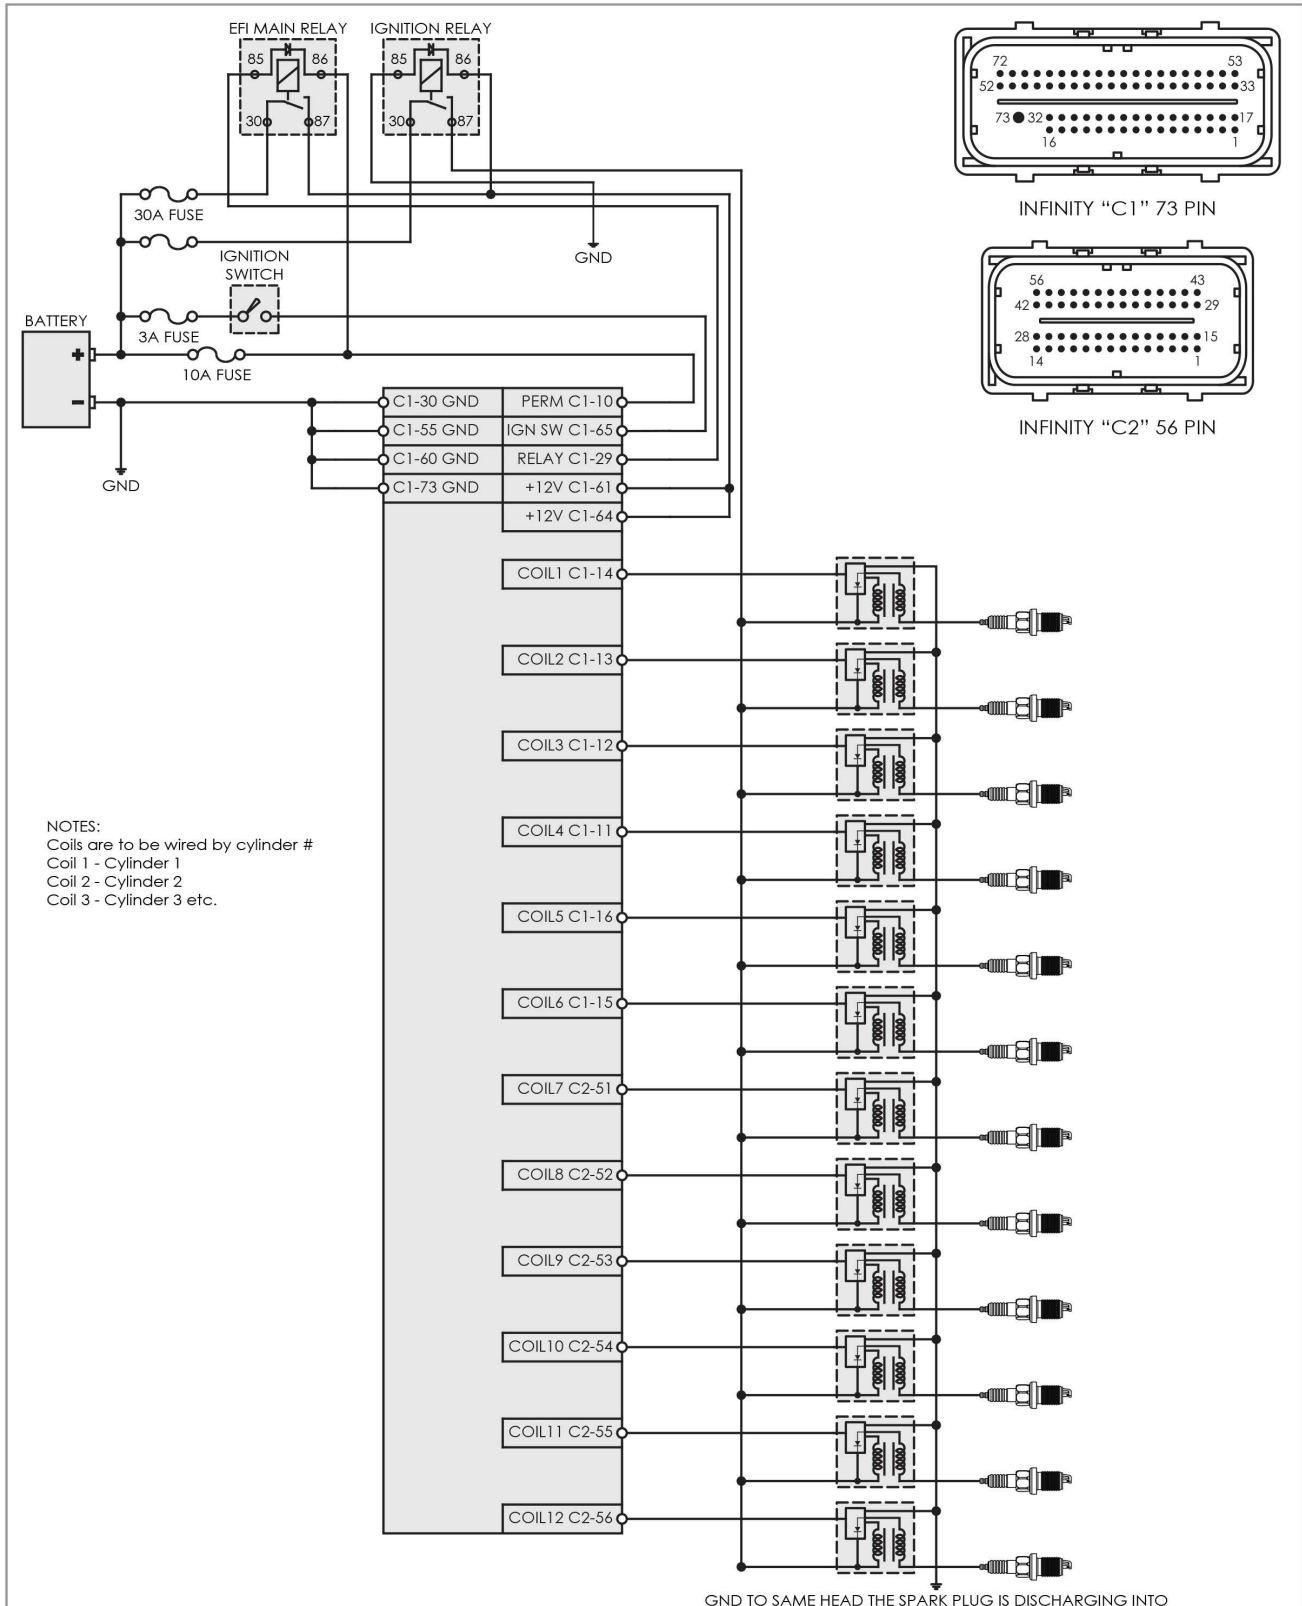 EFI MAIN RELAY
IGNITION RELAY
85
86
85
86
30
87
30
87
72
53
52
33
73
32
17
16
1
INFINITY “C1” 73 PIN
30A FUSE
IGNITION
SWITCH
GND
56
43
42
29
28
15
14
1
INFINITY “C2” 56 PIN
BATTERY
+
-
3A FUSE
10A FUSE
GND
C1-30 GND
PERM C1-10
C1-55 GND
IGN SW C1-65
C1-60 GND
RELAY C1-29
C1-73 GND
+12V C1-61
+12V C1-64
COIL1 C1-14
COIL2 C1-13
COIL3 C1-12
COIL4 C1-11
NOTES:
Coils are to be wired by cylinder #
Coil 1 - Cylinder 1
Coil 2 - Cylinder 2
Coil 3 - Cylinder 3 etc.
COIL5 C1-16
COIL6 C1-15
COIL7 C2-51
COIL8 C2-52
COIL9 C2-53
COIL10 C2-54
COIL11 C2-55
COIL12 C2-56
GND TO SAME HEAD THE SPARK PLUG IS DISCHARGING INTO